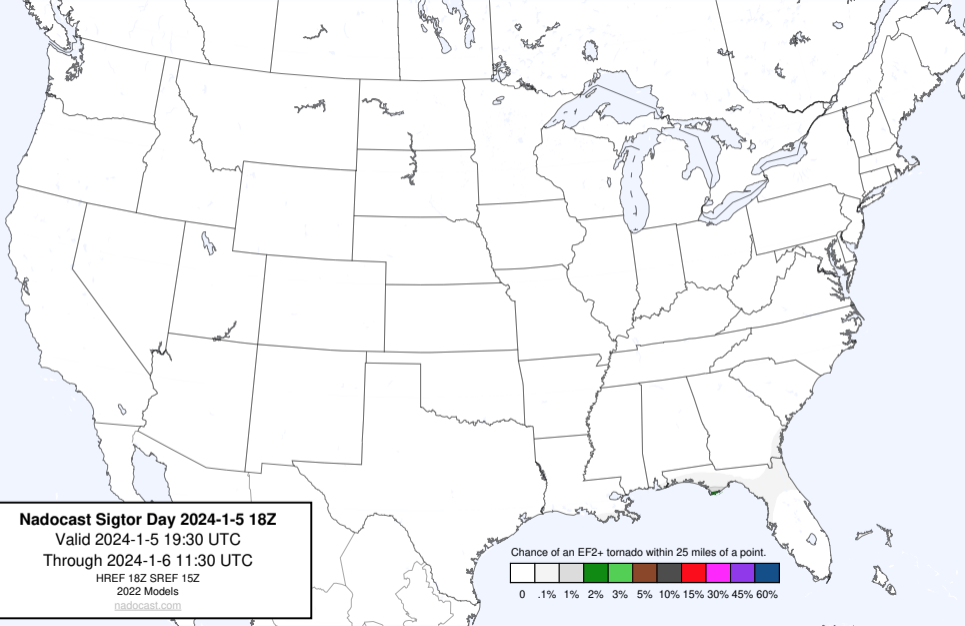 Nadocast Sigtor Day 2024-1-5 18Z
Valid 2024-1-5 19:30 UTC
Through 2024-1-6 11:30 UTC
HREF 18Z SREF 15Z
2022 Models
nadocast.com
Chance of an EF2+ tornado within 25 miles of a point.
0 .1% 1% 2% 3% 5% 10% 15% 30% 45% 60%